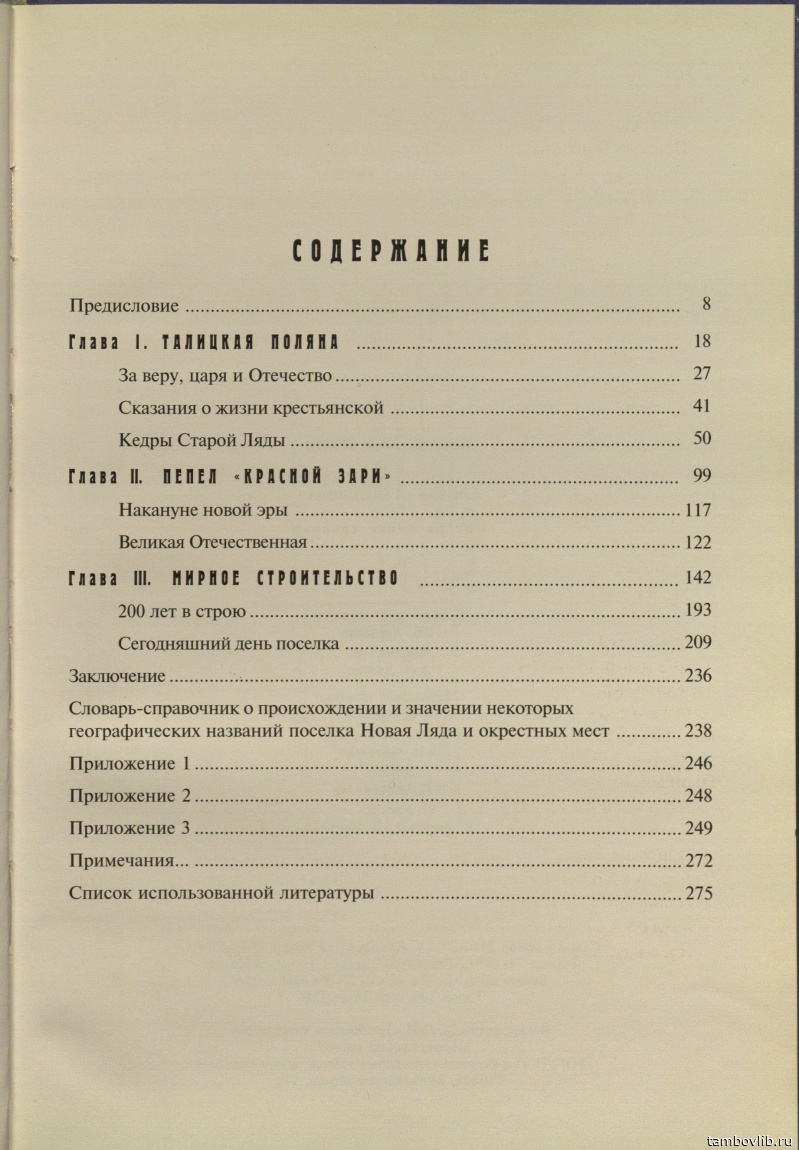 СОДЕРЖАНИЕ
Предисловие ........ 8
Глава I. ТАЛИЦКАЯ ПОЛЯНА ........ 18
За веру, царя и Отечество ........ 27
Сказания о жизни крестьянской ........ 41
Кедры Старой Ляды ........ 50
Глава II. ПЕПЕЛ «КРАСНОЙ ЗАРИ» ........ 99
Накануне новой эры ........ 117
Великая Отечественная ........ 122
Глава III. МИРНОЕ СТРОИТЕЛЬСТВО ........ 142
200 лет в строю ........ 193
Сегодняшний день поселка ........ 209
Заключение ........ 236
Словарь-справочник о происхождении и значении некоторых
географических названий поселка Новая Ляда и окрестных мест ........ 238
Приложение 1 ........ 246
Приложение 2 ........ 248
Приложение 3 ........ 249
Примечания... ........ 272
Список использованной литературы ........ 275
tambovlib.ru